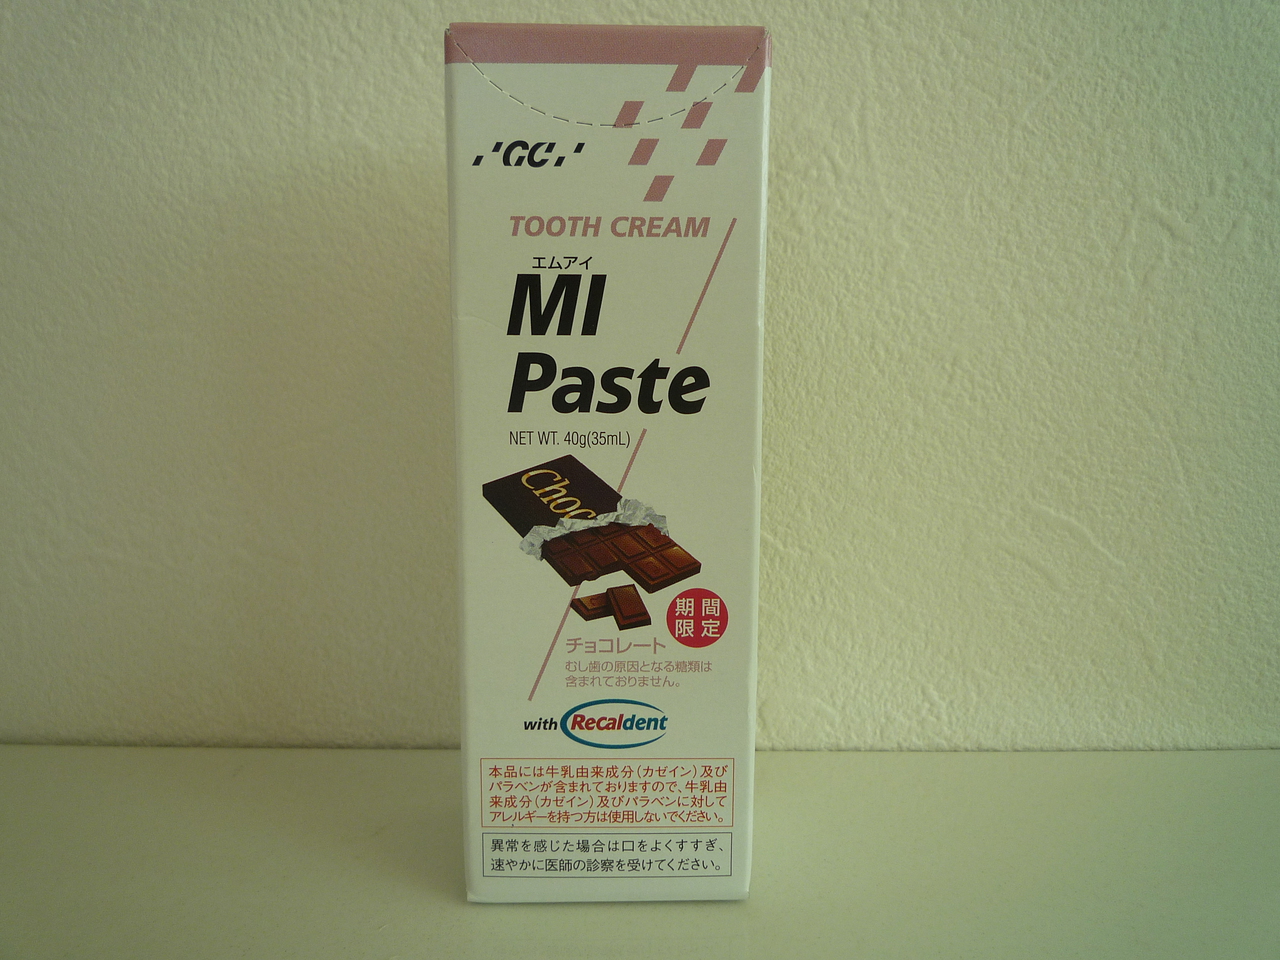 GC
TOOTH CREAM
エムアイ
MI
Paste
NET WT. 40g(35mL)
Choc
期間
限定
チョコレート
むし歯の原因となる糖類は
含まれておりません。
with Recaldent
本品には牛乳由来成分(カゼイン)及び
パラベンが含まれておりますので、牛乳由
来成分(カゼイン)及びパラベンに対して
アレルギーを持つ方は使用しないでください。
異常を感じた場合は口をよくすすぎ、
速やかに医師の診察を受けてください。